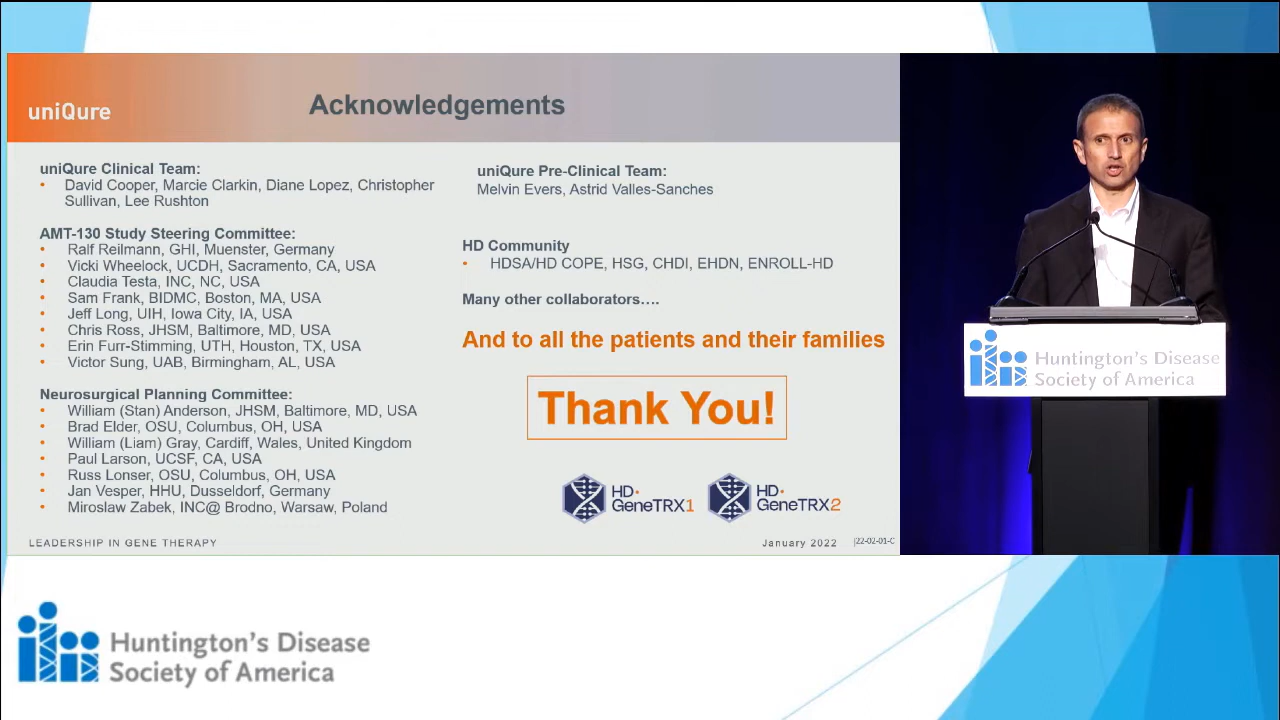 uniQure
Acknowledgements
uniQure Clinical Team:
• David Cooper, Marcie Clarkin, Diane Lopez, Christopher
Sullivan, Lee Rushton
AMT-130 Study Steering Committee:
• Ralf Reilmann, GHI, Muenster, Germany
• Vicki Wheelock, UCDH, Sacramento, CA, USA
• Claudia Testa, INC, NC, USA
• Sam Frank, BIDMC, Boston, MA, USA
• Jeff Long, UIH, Iowa City, IA, USA
• Chris Ross, JHSM, Baltimore, MD, USA
• Erin Furr-Stimming, UTH, Houston, TX, USA
• Victor Sung, UAB, Birmingham, AL, USA
Neurosurgical Planning Committee:
• William (Stan) Anderson, JHSM, Baltimore, MD, USA
• Brad Elder, OSU, Columbus, OH, USA
• William (Liam) Gray, Cardiff, Wales, United Kingdom
• Paul Larson, UCSF, CA, USA
• Russ Lonser, OSU, Columbus, OH, USA
• Jan Vesper, HHU, Dusseldorf, Germany
• Miroslaw Zabek, INC@ Brodno, Warsaw, Poland
uniQure Pre-Clinical Team:
Melvin Evers, Astrid Valles-Sanches
HD Community
• HDSA/HD COPE, HSG, CHDI, EHDN, ENROLL-HD
Many other collaborators....
And to all the patients and their families
Thank You!
HD·
GeneTRX1
HD·
GeneTRX2
LEADERSHIP IN GENE THERAPY
January 2022
|22-02-01-C
Huntington's Disease
Society of America
Huntington's Disease
Society of America